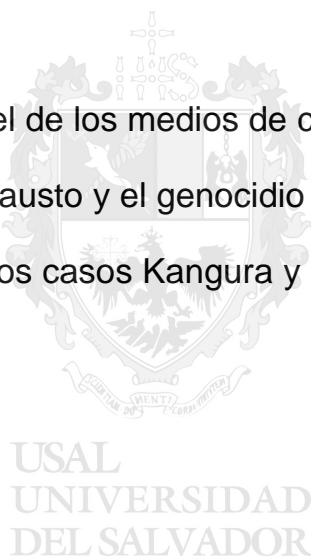 el de los medios de c
austo y el genocidio
os casos Kangura y
USAL
UNIVERSIDAD
DEL SALVADOR